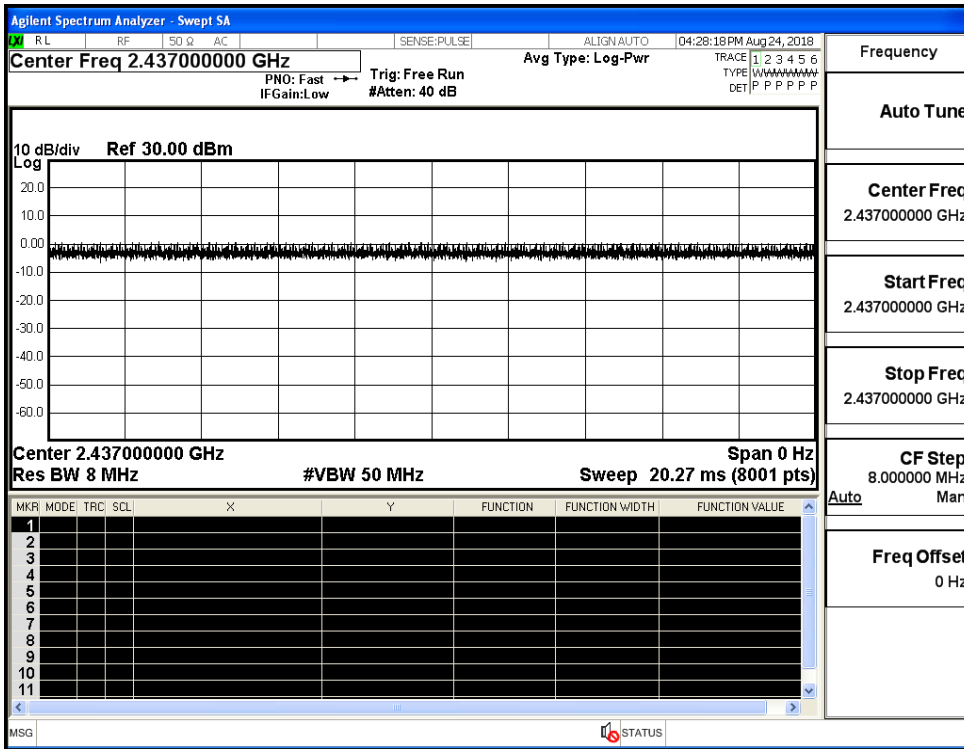 Agilent Spectrum Analyzer - Swept SA
LXI RL RF 50 Ω AC SENSE:PULSE ALIGN AUTO 04:28:18 PM Aug 24, 2018
Center Freq 2.437000000 GHz
PNO: Fast
IFGain:Low
Trig: Free Run
#Atten: 40 dB
Avg Type: Log-Pwr
TRACE 1 2 3 4 5 6
TYPE WWWWWW
DET P P P P P P
10 dB/div Ref 30.00 dBm
Log
20.0
10.0
0.00
-10.0
-20.0
-30.0
-40.0
-50.0
-60.0
Center 2.437000000 GHz Span 0 Hz
Res BW 8 MHz #VBW 50 MHz Sweep 20.27 ms (8001 pts)
MKR MODE TRC SCL X Y FUNCTION FUNCTION WIDTH FUNCTION VALUE
1
2
3
4
5
6
7
8
9
10
11
MSG STATUS
Frequency
Auto Tune
Center Freq
2.437000000 GHz
Start Freq
2.437000000 GHz
Stop Freq
2.437000000 GHz
CF Step
8.000000 MHz
Auto Man
Freq Offset
0 Hz